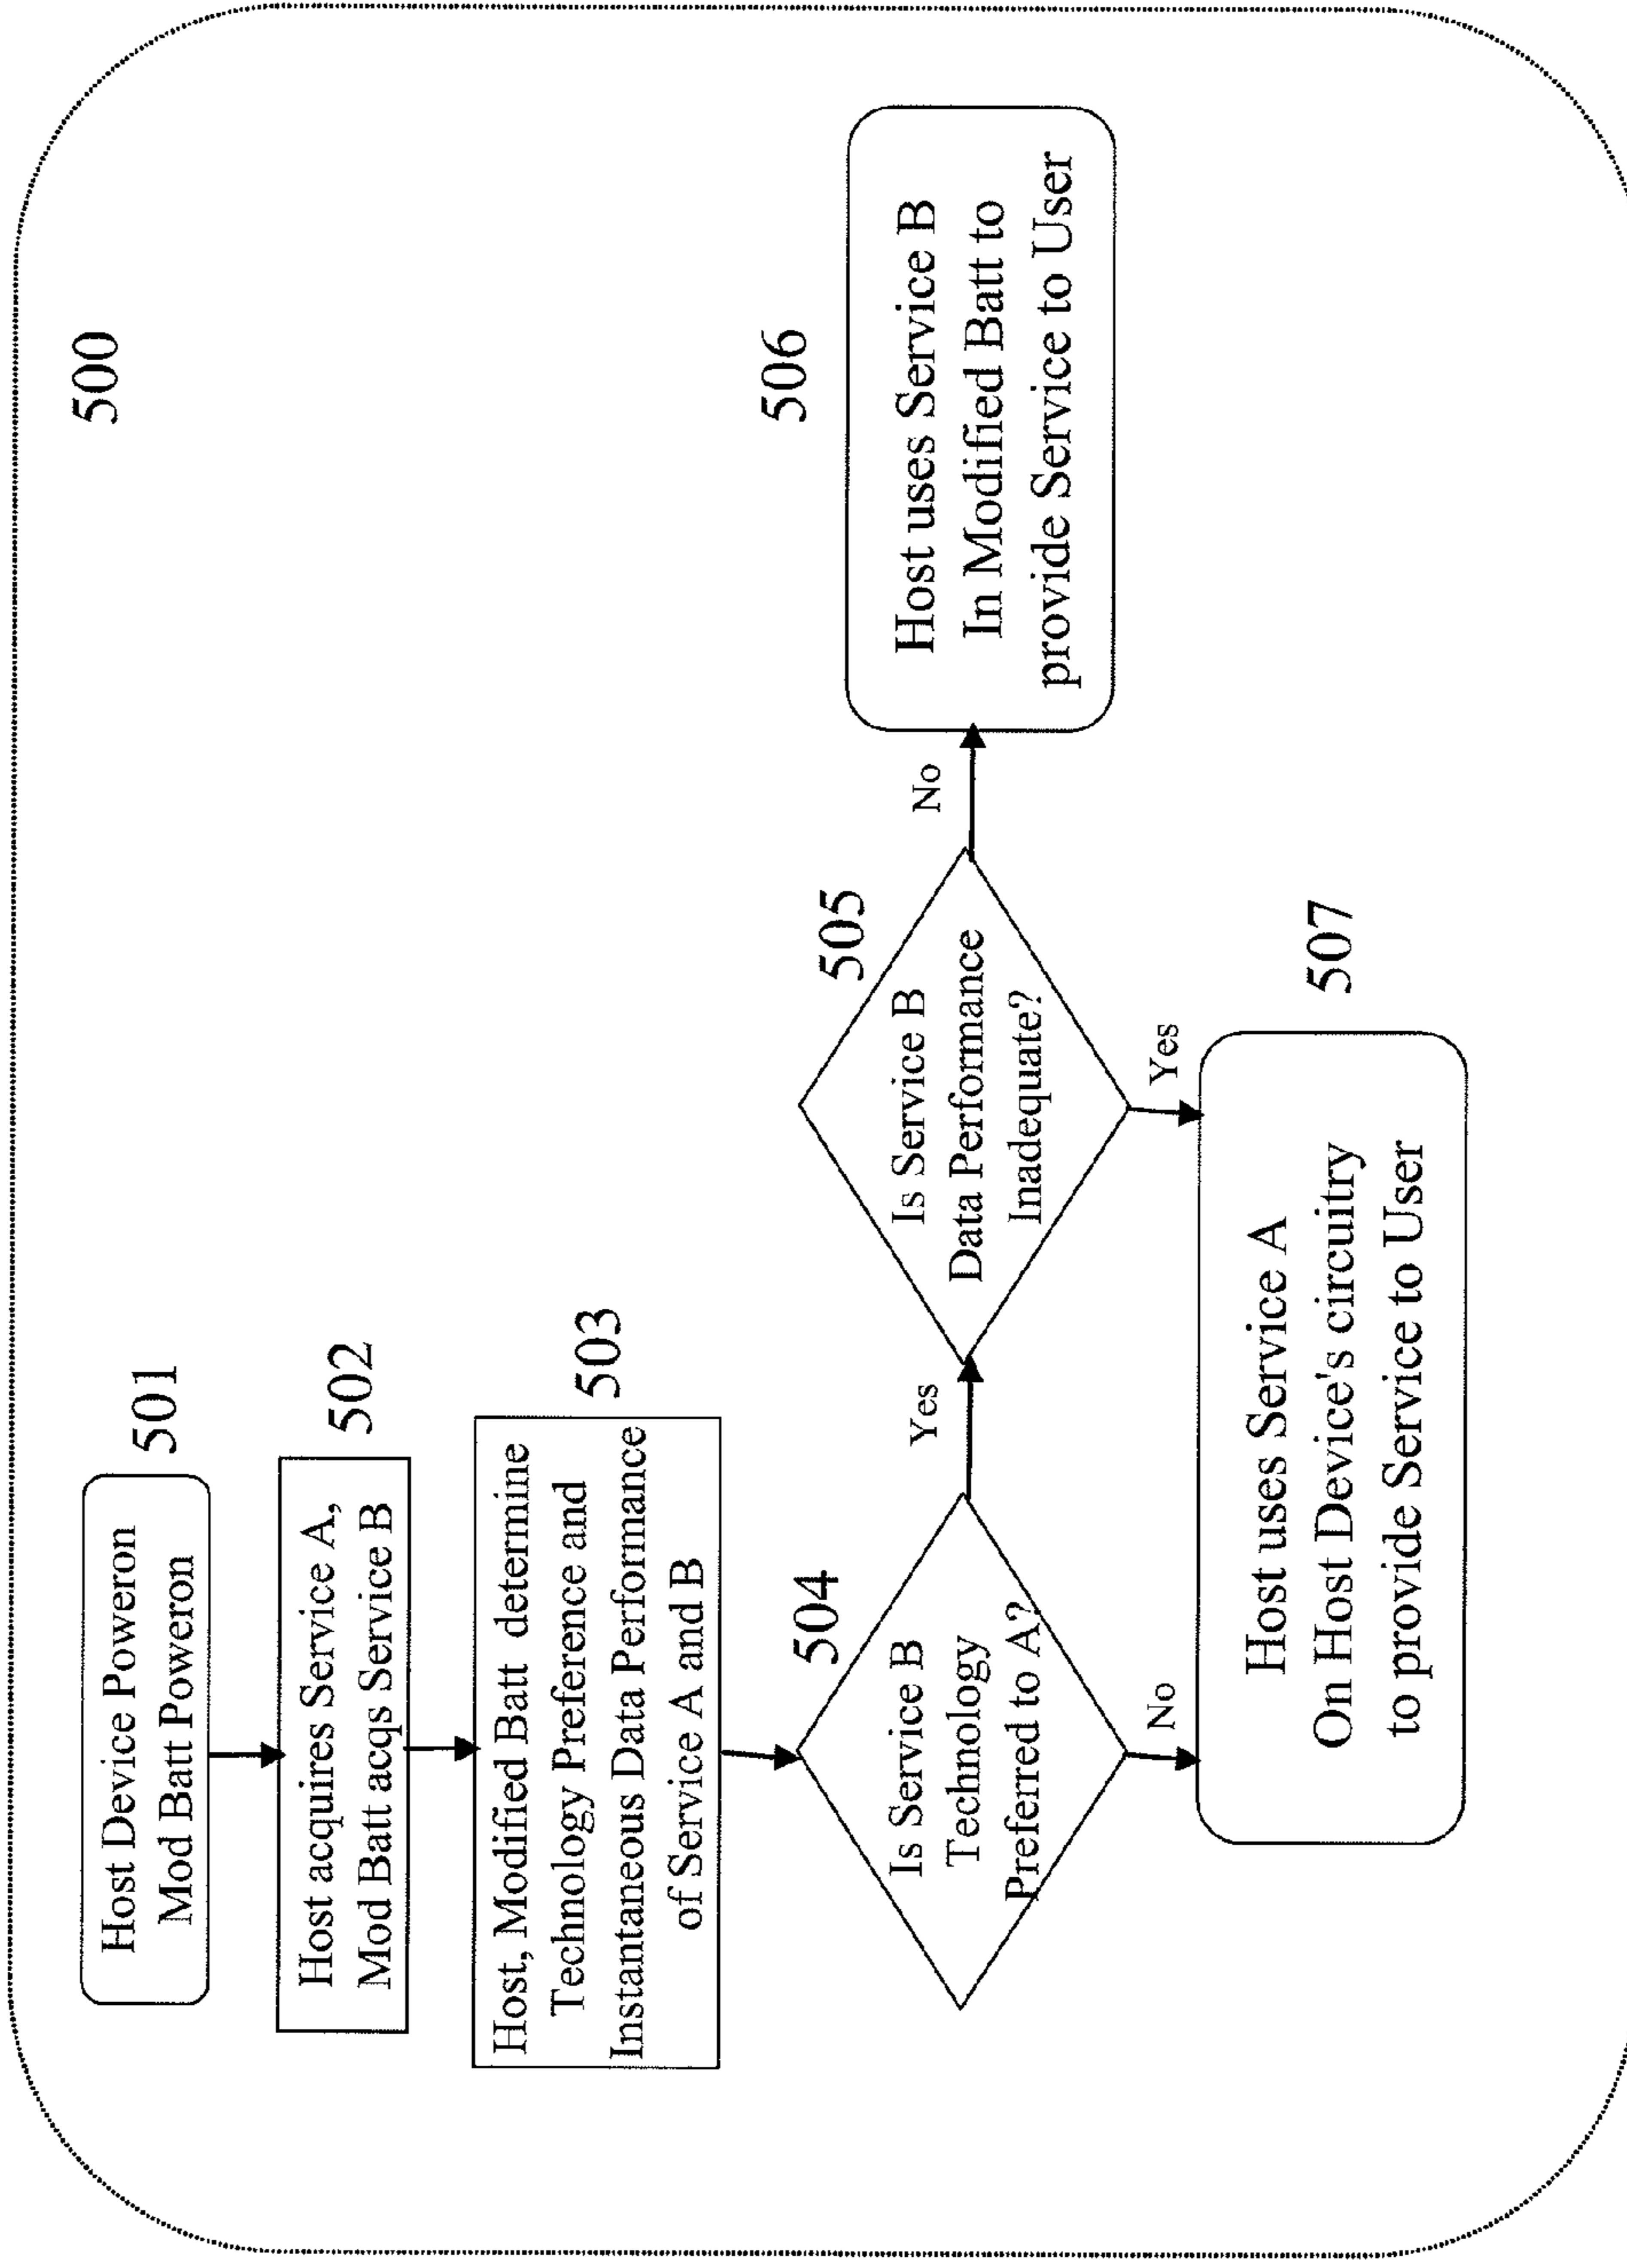 500
Host Device Poweron
Mod Batt Poweron
501
Host acquires Service A,
Mod Batt acqs Service B
502
Host, Modified Batt determine
Technology Preference and
Instantaneous Data Performance
of Service A and B
503
504
Is Service B
Technology
Preferred to A?
Yes
No
505
Is Service B
Data Performance
Inadequate?
No
Yes
506
Host uses Service B
In Modified Batt to
provide Service to User
Host uses Service A
On Host Device's circuitry
to provide Service to User
507